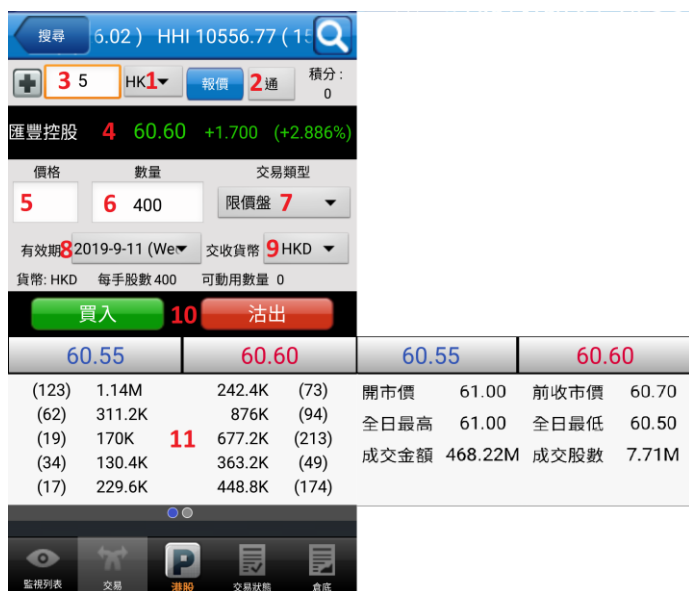 搜尋 6.02 ) HHI 10556.77 ( 15
3 5 HK 1 報價 2 通 積分 : 0
匯豐控股 4 60.60 +1.700 (+2.886%)
價格 數量 交易類型
5 6 400 限價盤 7
有效期 8 2019-9-11 (We 交收貨幣 9 HKD
貨幣: HKD 每手股數 400 可動用數量 0
買入 10 沽出
60.55 60.60 60.55 60.60
(123) 1.14M 242.4K (73) 開市價 61.00 前收市價 60.70
(62) 311.2K 876K (94) 全日最高 61.00 全日最低 60.50
(19) 170K 11 677.2K (213) 成交金額 468.22M 成交股數 7.71M
(34) 130.4K 363.2K (49)
(17) 229.6K 448.8K (174)
監視列表 交易 P 港股 交易狀態 倉底